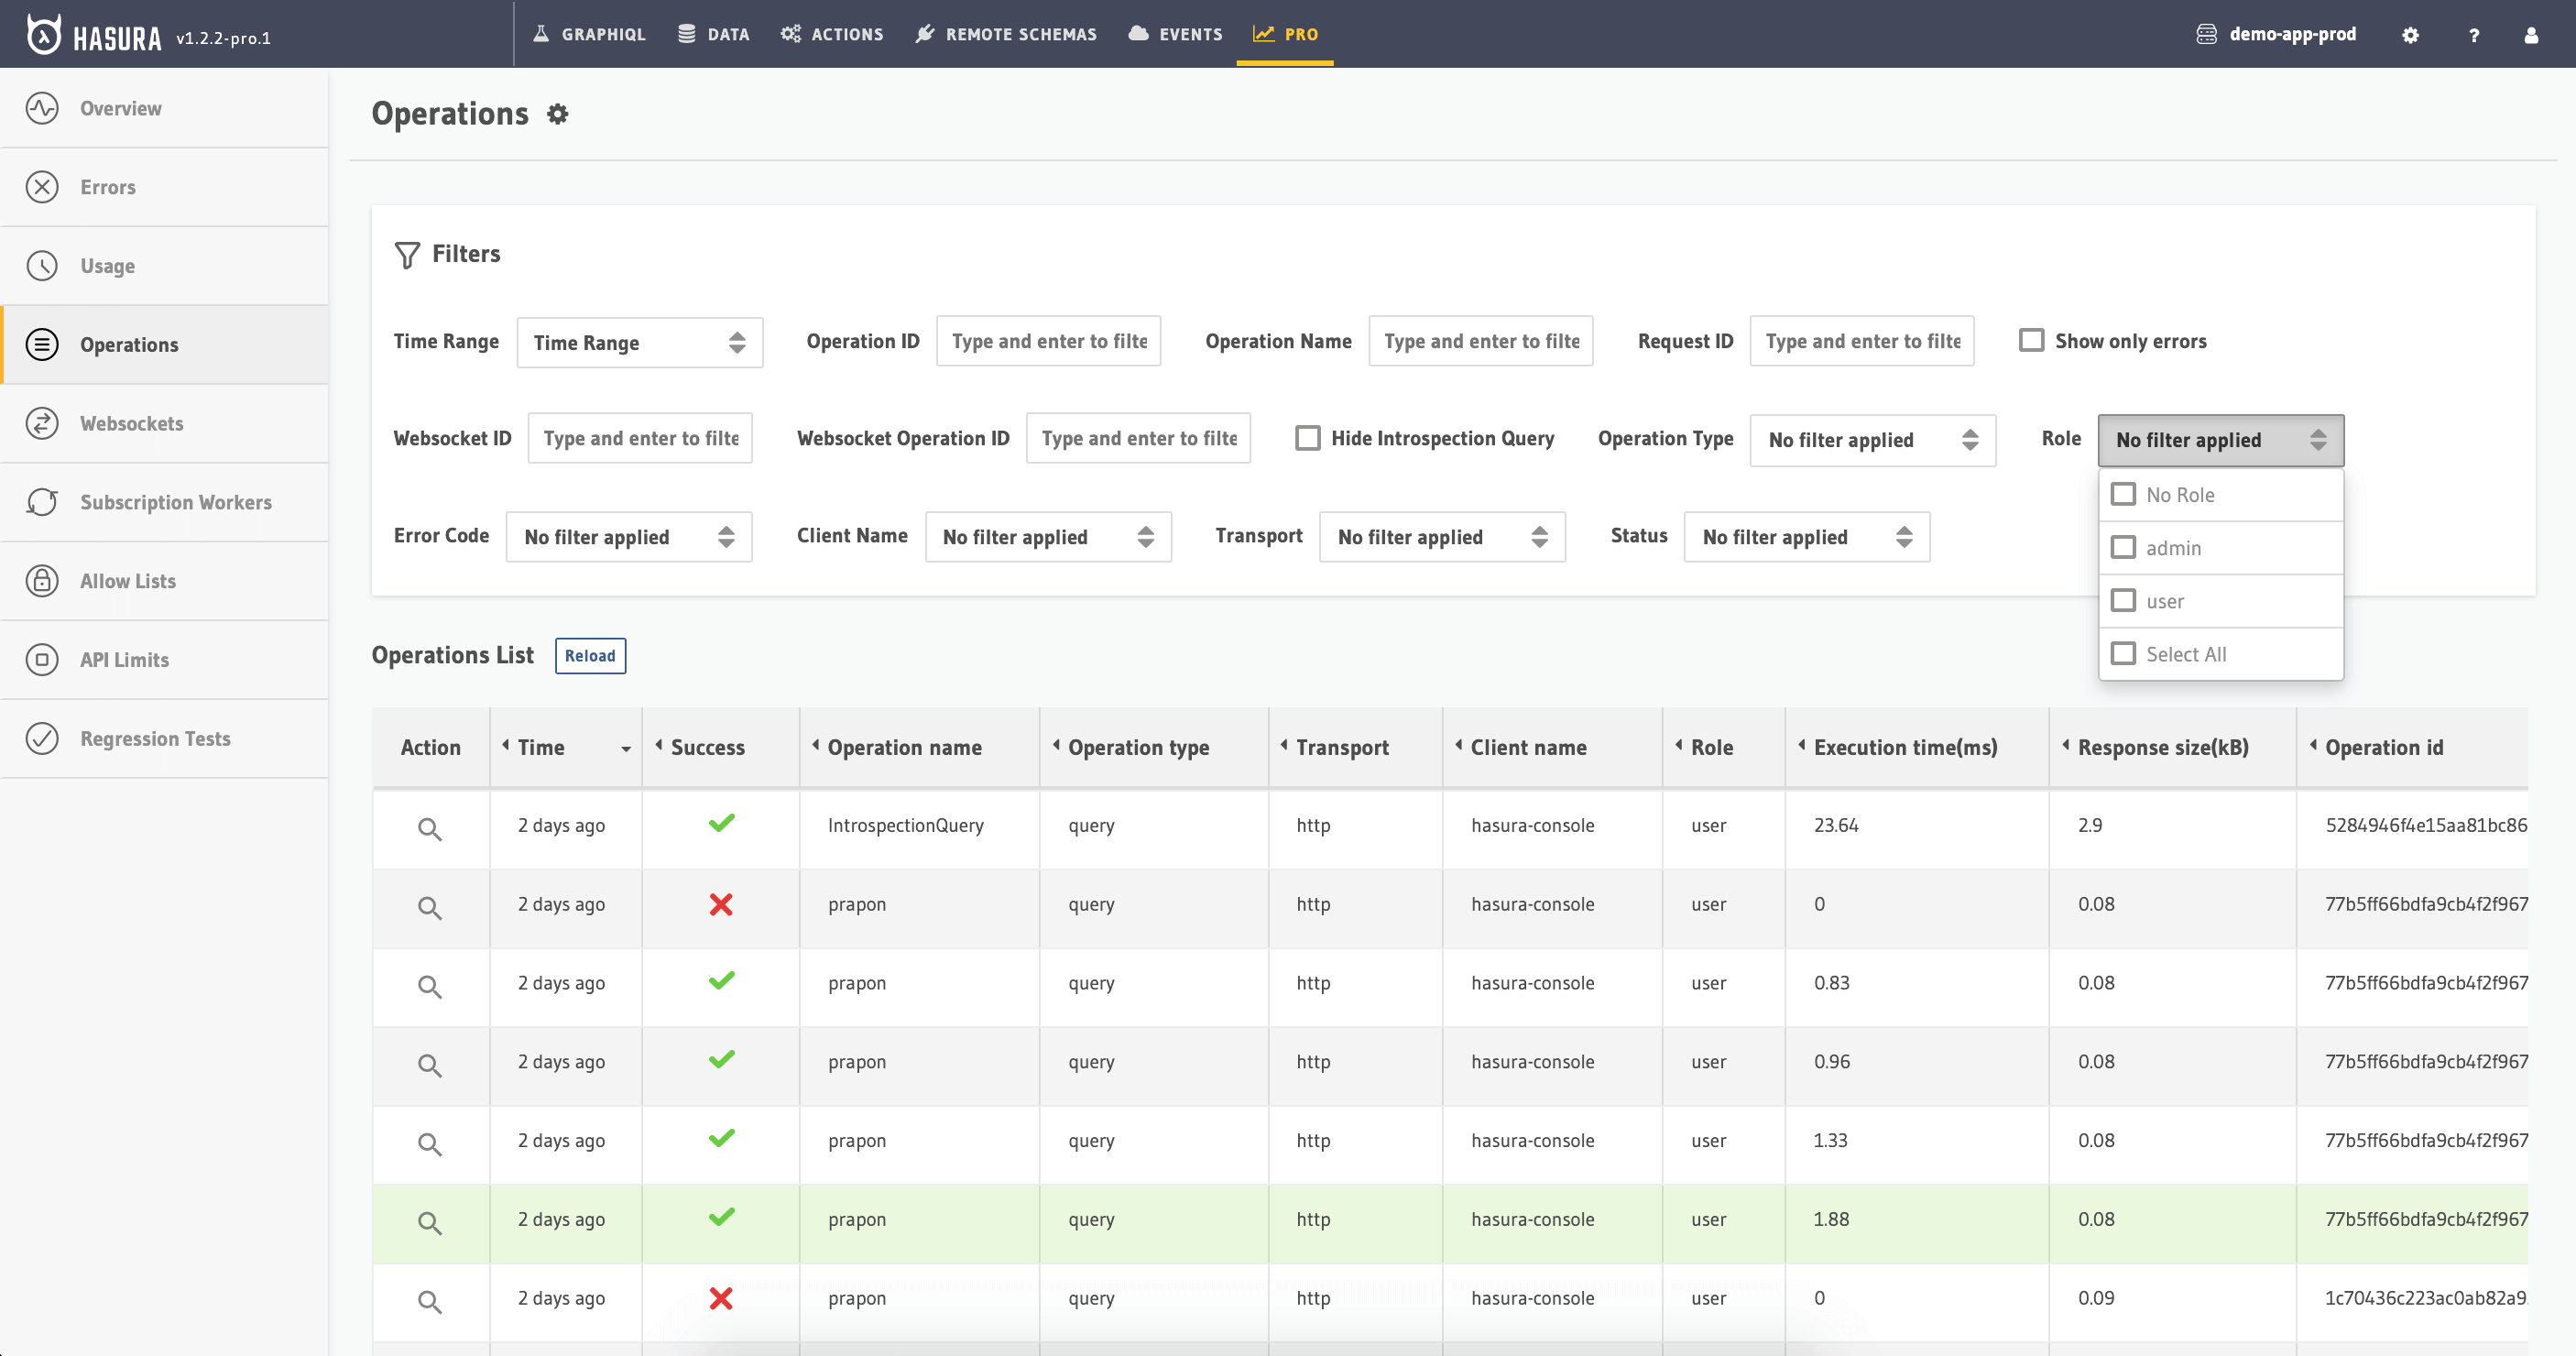 HASURA v1.2.2-pro.1 GRAPHIQL DATA ACTIONS REMOTE SCHEMAS EVENTS PRO demo-app-prod ?
Overview
Errors
Usage
Operations
Websockets
Subscription Workers
Allow Lists
API Limits
Regression Tests
Operations
Filters
Time Range Time Range Operation ID Type and enter to filte Operation Name Type and enter to filte Request ID Type and enter to filte Show only errors
Websocket ID Type and enter to filte Websocket Operation ID Type and enter to filte Hide Introspection Query Operation Type No filter applied Role No filter applied
No Role
admin
user
Select All
Error Code No filter applied Client Name No filter applied Transport No filter applied Status No filter applied
Operations List Reload
Action Time Success Operation name Operation type Transport Client name Role Execution time(ms) Response size(kB) Operation id
2 days ago IntrospectionQuery query http hasura-console user 23.64 2.9 5284946f4e15aa81bc86
2 days ago prapon query http hasura-console user 0 0.08 77b5ff66bdfa9cb4f2f967
2 days ago prapon query http hasura-console user 0.83 0.08 77b5ff66bdfa9cb4f2f967
2 days ago prapon query http hasura-console user 0.96 0.08 77b5ff66bdfa9cb4f2f967
2 days ago prapon query http hasura-console user 1.33 0.08 77b5ff66bdfa9cb4f2f967
2 days ago prapon query http hasura-console user 1.88 0.08 77b5ff66bdfa9cb4f2f967
2 days ago prapon query http hasura-console user 0 0.09 1c70436c223ac0ab82a9